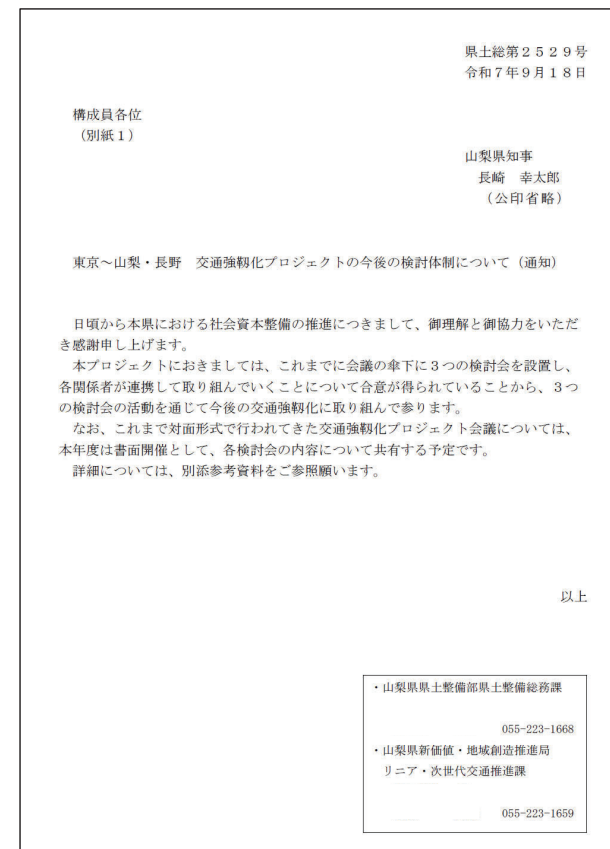 県土総第２５２９号
令和７年９月１８日
構成員各位
（別紙１）
山梨県知事
長崎　幸太郎
（公印省略）
東京～山梨・長野　交通強靱化プロジェクトの今後の検討体制について（通知）
日頃から本県における社会資本整備の推進につきまして、御理解と御協力をいただ
き感謝申し上げます。
本プロジェクトにおきましては、これまでに会議の傘下に３つの検討会を設置し、
各関係者が連携して取り組んでいくことについて合意が得られていることから、３つ
の検討会の活動を通じて今後の交通強靱化に取り組んで参ります。
なお、これまで対面形式で行われてきた交通強靱化プロジェクト会議については、
本年度は書面開催として、各検討会の内容について共有する予定です。
詳細については、別添参考資料をご参照願います。
以上
・山梨県県土整備部県土整備総務課
055-223-1668
・山梨県新価値・地域創造推進局
リニア・次世代交通推進課
055-223-1659